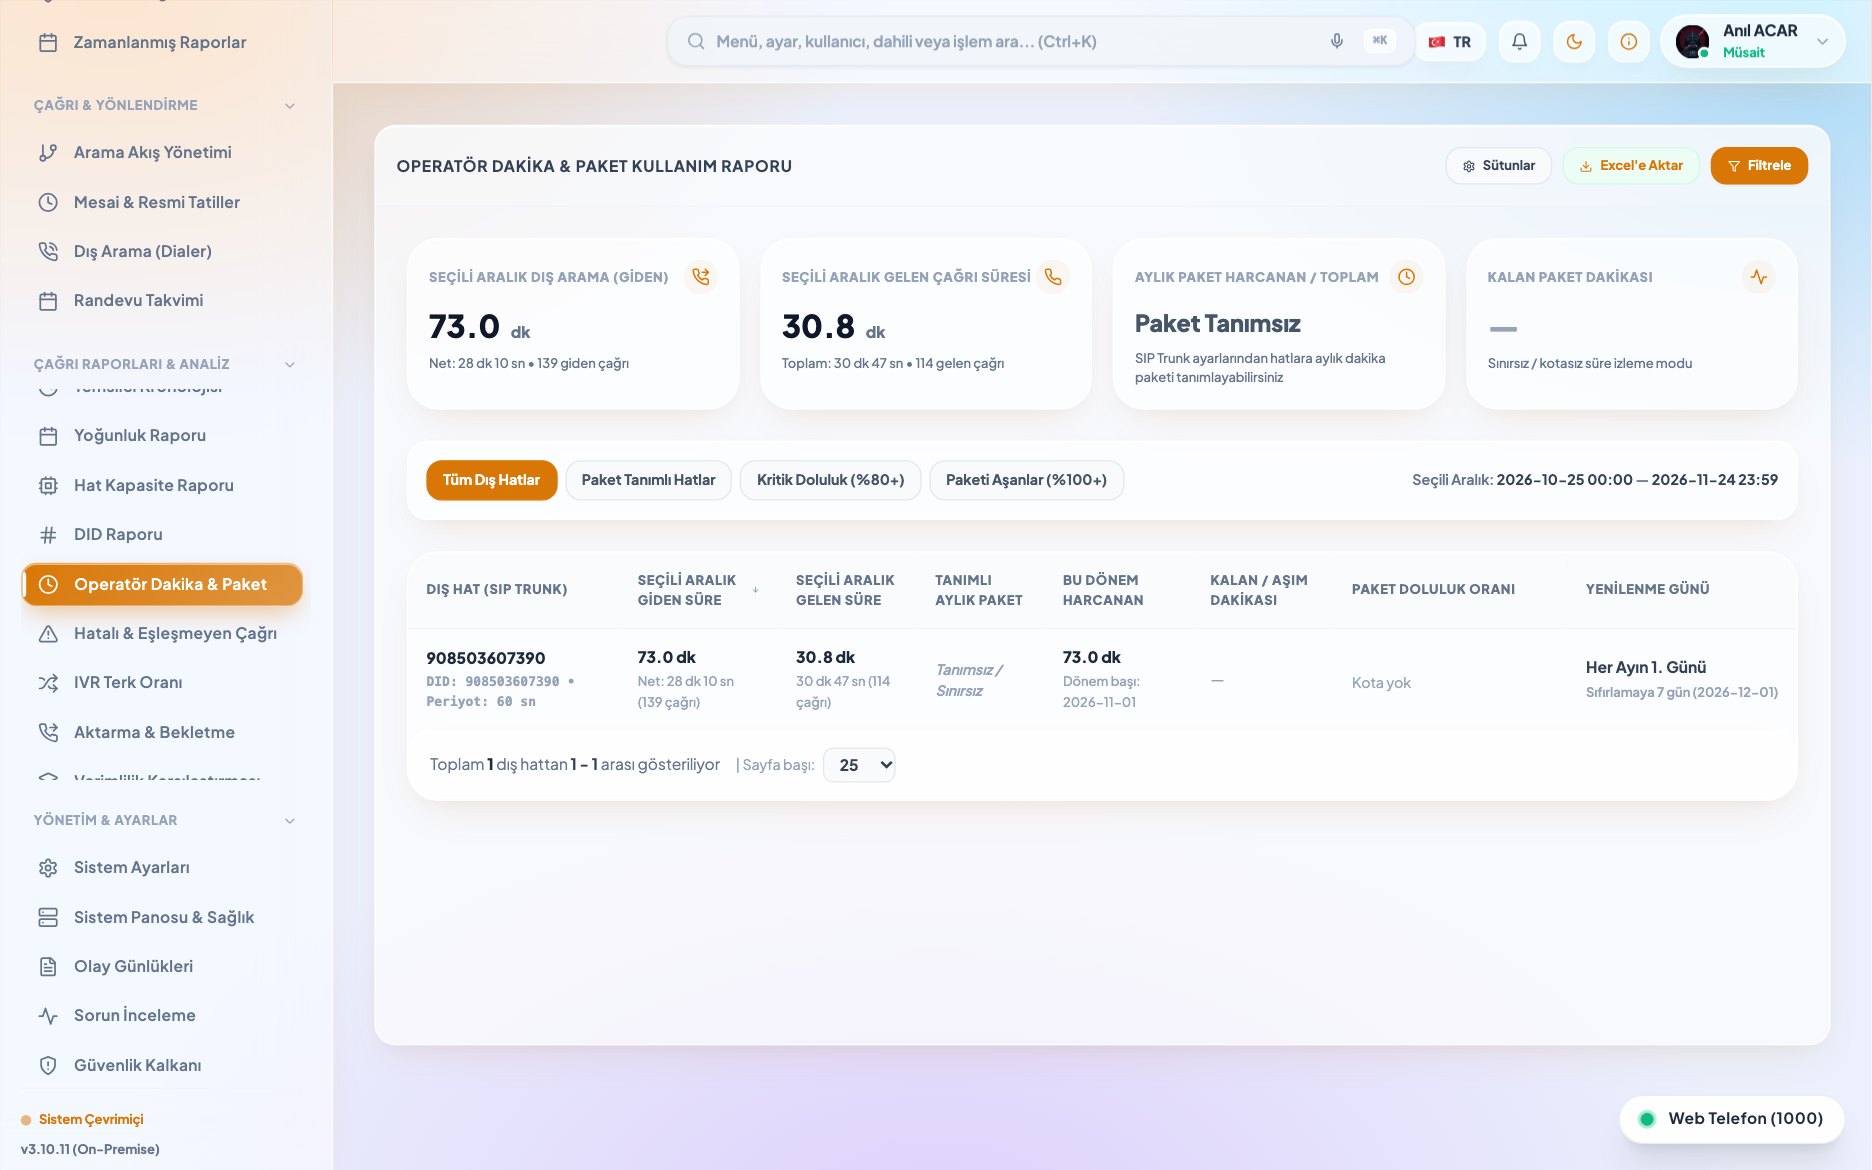 Zamanlanmış Raporlar
ÇAĞRI & YÖNLENDİRME
Arama Akış Yönetimi
Mesai & Resmi Tatiller
Dış Arama (Dialer)
Randevu Takvimi
ÇAĞRI RAPORLARI & ANALİZ
Yoğunluk Raporu
Hat Kapasite Raporu
DID Raporu
Operatör Dakika & Paket
Hatalı & Eşleşmeyen Çağrı
IVR Terk Oranı
Aktarma & Bekletme
YÖNETİM & AYARLAR
Sistem Ayarları
Sistem Panosu & Sağlık
Olay Günlükleri
Sorun İnceleme
Güvenlik Kalkanı
Sistem Çevrimiçi
v3.10.11 (On-Premise)
Menü, ayar, kullanıcı, dahili veya işlem ara... (Ctrl+K)
⌘K
TR
Anıl ACAR
Müsait
OPERATÖR DAKİKA & PAKET KULLANIM RAPORU
Sütunlar
Excel'e Aktar
Filtrele
SEÇİLİ ARALIK DIŞ ARAMA (GİDEN)
73.0 dk
Net: 28 dk 10 sn • 139 giden çağrı
SEÇİLİ ARALIK GELEN ÇAĞRI SÜRESİ
30.8 dk
Toplam: 30 dk 47 sn • 114 gelen çağrı
AYLIK PAKET HARCANAN / TOPLAM
Paket Tanımsız
SIP Trunk ayarlarından hatlara aylık dakika
paketi tanımlayabilirsiniz
KALAN PAKET DAKİKASI
—
Sınırsız / kotasız süre izleme modu
Tüm Dış Hatlar
Paket Tanımlı Hatlar
Kritik Doluluk (%80+)
Paketi Aşanlar (%100+)
Seçili Aralık: 2026-10-25 00:00 — 2026-11-24 23:59
DIŞ HAT (SIP TRUNK)
SEÇİLİ ARALIK
GİDEN SÜRE
↓
SEÇİLİ ARALIK
GELEN SÜRE
TANIMLI
AYLIK PAKET
BU DÖNEM
HARCANAN
KALAN / AŞIM
DAKİKASI
PAKET DOLULUK ORANI
YENİLENME GÜNÜ
908503607390
DID: 908503607390 •
Periyot: 60 sn
73.0 dk
Net: 28 dk 10 sn
(139 çağrı)
30.8 dk
30 dk 47 sn (114
çağrı)
Tanımsız /
Sınırsız
73.0 dk
Dönem başı:
2026-11-01
—
Kota yok
Her Ayın 1. Günü
Sıfırlamaya 7 gün (2026-12-01)
Toplam 1 dış hattan 1 - 1 arası gösteriliyor
| Sayfa başı:
25
Web Telefon (1000)